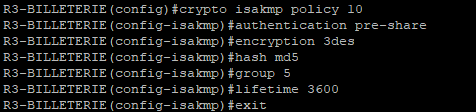 R3-BILLETERIE(config)#crypto isakmp policy 10
R3-BILLETERIE(config-isakmp)#authentication pre-share
R3-BILLETERIE(config-isakmp)#encryption 3des
R3-BILLETERIE(config-isakmp)#hash md5
R3-BILLETERIE(config-isakmp)#group 5
R3-BILLETERIE(config-isakmp)#lifetime 3600
R3-BILLETERIE(config-isakmp)#exit